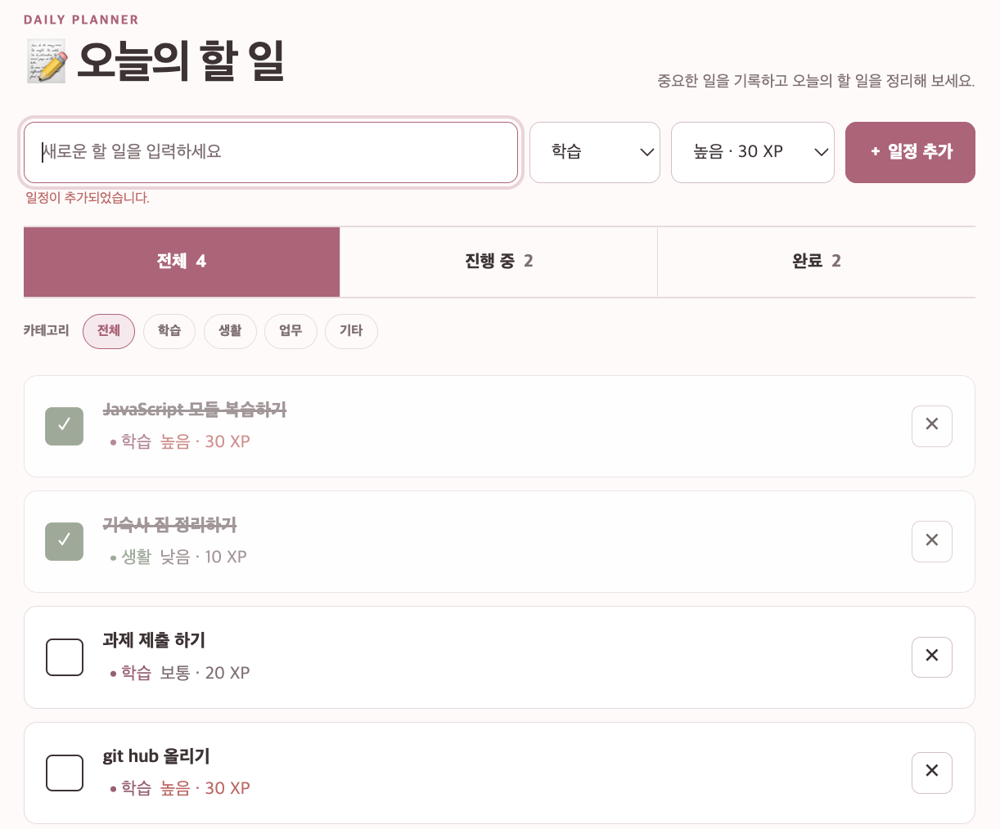 DAILY PLANNER
오늘의 할 일
중요한 일을 기록하고 오늘의 할 일을 정리해 보세요.
새로운 할 일을 입력하세요
학습
높음 · 30 XP
+ 일정 추가
일정이 추가되었습니다.
전체 4
진행 중 2
완료 2
카테고리 전체 학습 생활 업무 기타
JavaScript 모듈 복습하기
• 학습 높음 · 30 XP
기숙사 짐 정리하기
• 생활 낮음 · 10 XP
과제 제출 하기
• 학습 보통 · 20 XP
git hub 올리기
• 학습 높음 · 30 XP